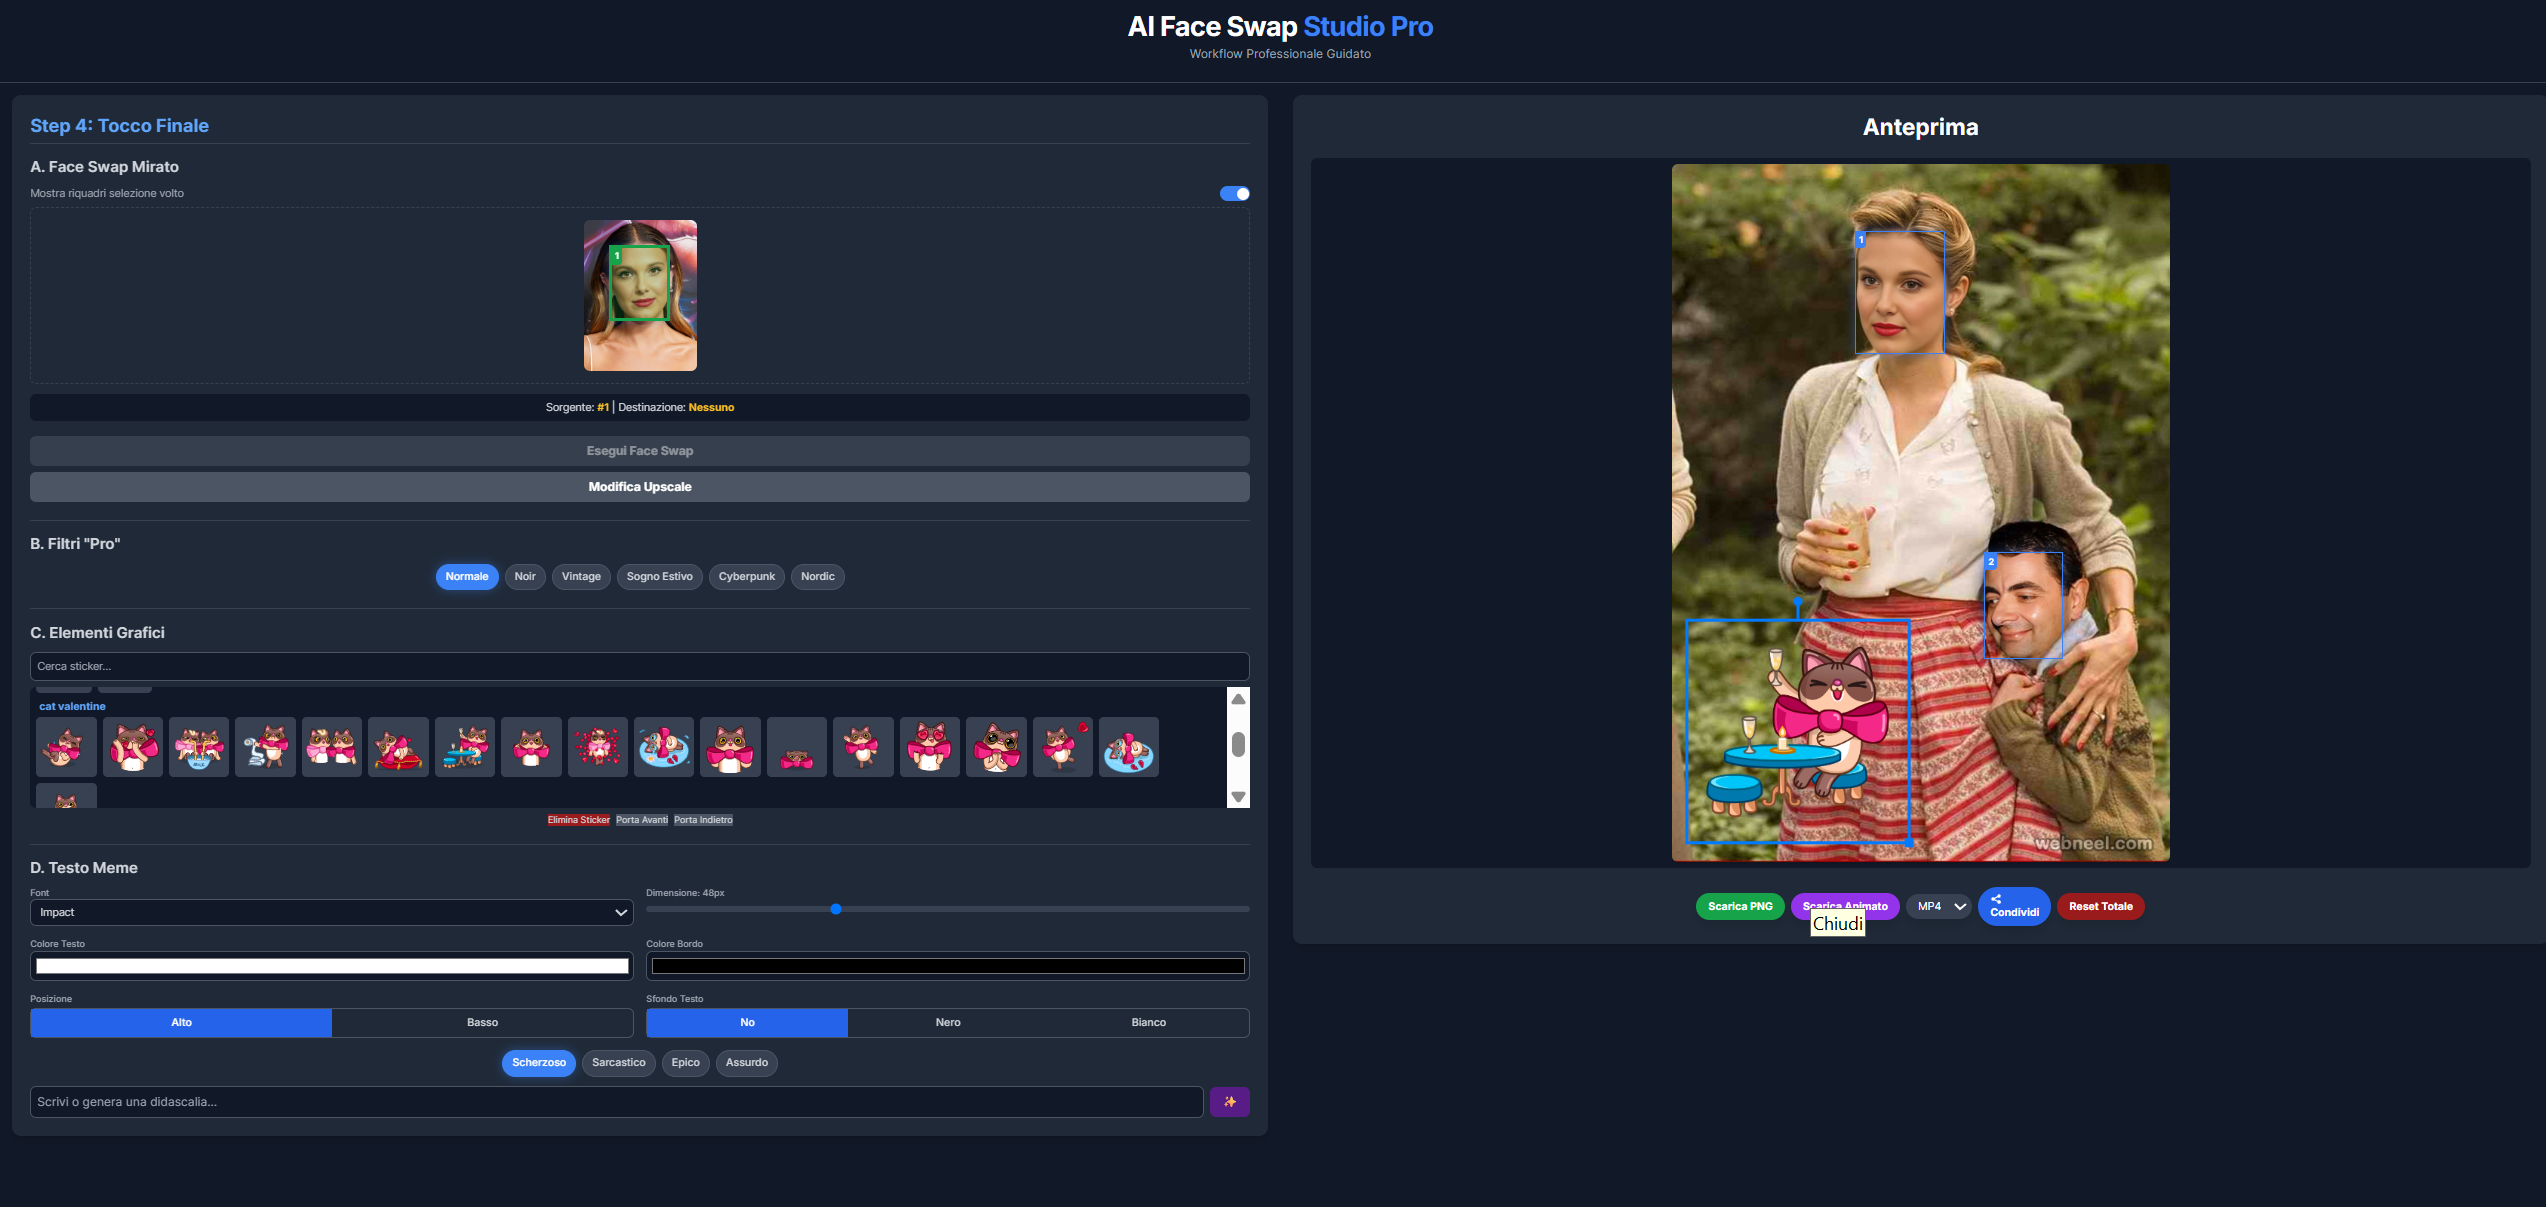 AI Face Swap Studio Pro
Workflow Professionale Guidato
Step 4: Tocco Finale
A. Face Swap Mirato
Mostra riquadri selezione volto
1
Sorgente: #1 | Destinazione: Nessuno
Esegui Face Swap
Modifica Upscale
B. Filtri "Pro"
Normale Noir Vintage Sogno Estivo Cyberpunk Nordic
C. Elementi Grafici
Cerca sticker...
cat valentine
Elimina Sticker Porta Avanti Porta Indietro
D. Testo Meme
Font
Impact
Dimensione: 48px
Colore Testo
Colore Bordo
Posizione
Alto Basso
Sfondo Testo
No Nero Bianco
Scherzoso Sarcastico Epico Assurdo
Scrivi o genera una didascalia...
Anteprima
1
2
webneel.com
Scarica PNG Scarica Animato MP4 Condividi Reset Totale
Chiudi